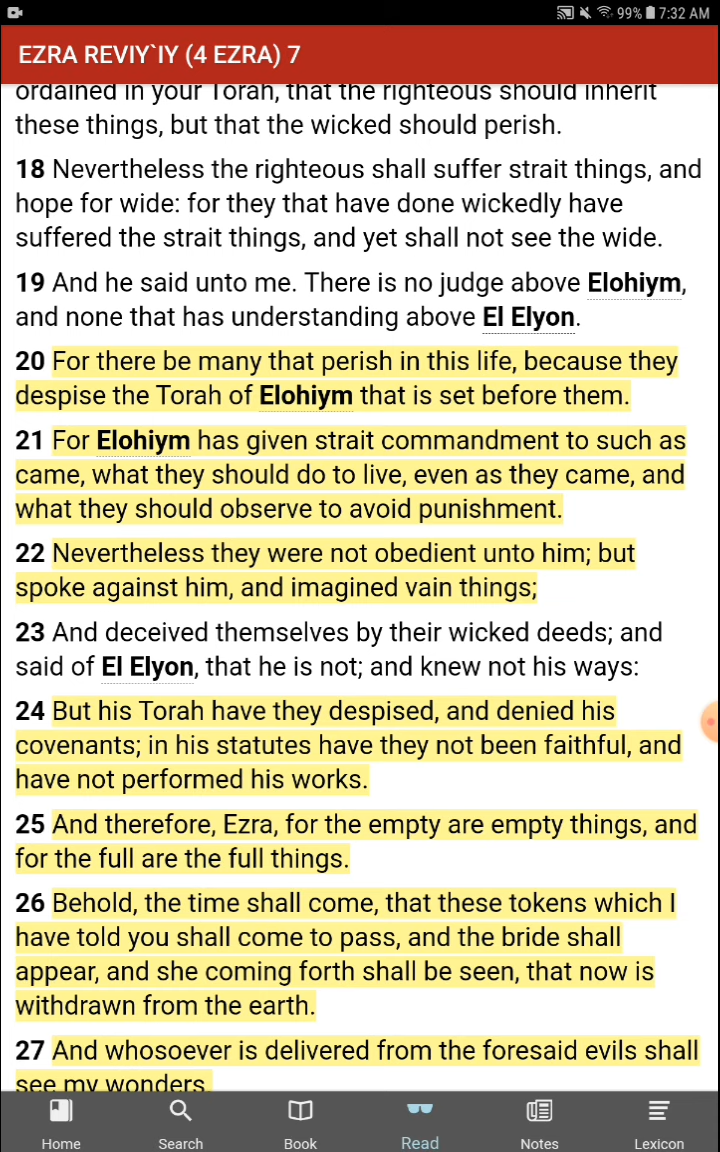 99% 7:32 AM
EZRA REVIY`IY (4 EZRA) 7
ordained in your Torah, that the righteous should inherit
these things, but that the wicked should perish.
18 Nevertheless the righteous shall suffer strait things, and
hope for wide: for they that have done wickedly have
suffered the strait things, and yet shall not see the wide.
19 And he said unto me. There is no judge above Elohiym,
and none that has understanding above El Elyon.
20 For there be many that perish in this life, because they
despise the Torah of Elohiym that is set before them.
21 For Elohiym has given strait commandment to such as
came, what they should do to live, even as they came, and
what they should observe to avoid punishment.
22 Nevertheless they were not obedient unto him; but
spoke against him, and imagined vain things;
23 And deceived themselves by their wicked deeds; and
said of El Elyon, that he is not; and knew not his ways:
24 But his Torah have they despised, and denied his
covenants; in his statutes have they not been faithful, and
have not performed his works.
25 And therefore, Ezra, for the empty are empty things, and
for the full are the full things.
26 Behold, the time shall come, that these tokens which I
have told you shall come to pass, and the bride shall
appear, and she coming forth shall be seen, that now is
withdrawn from the earth.
27 And whosoever is delivered from the foresaid evils shall
see my wonders.
Home Search Book Read Notes Lexicon